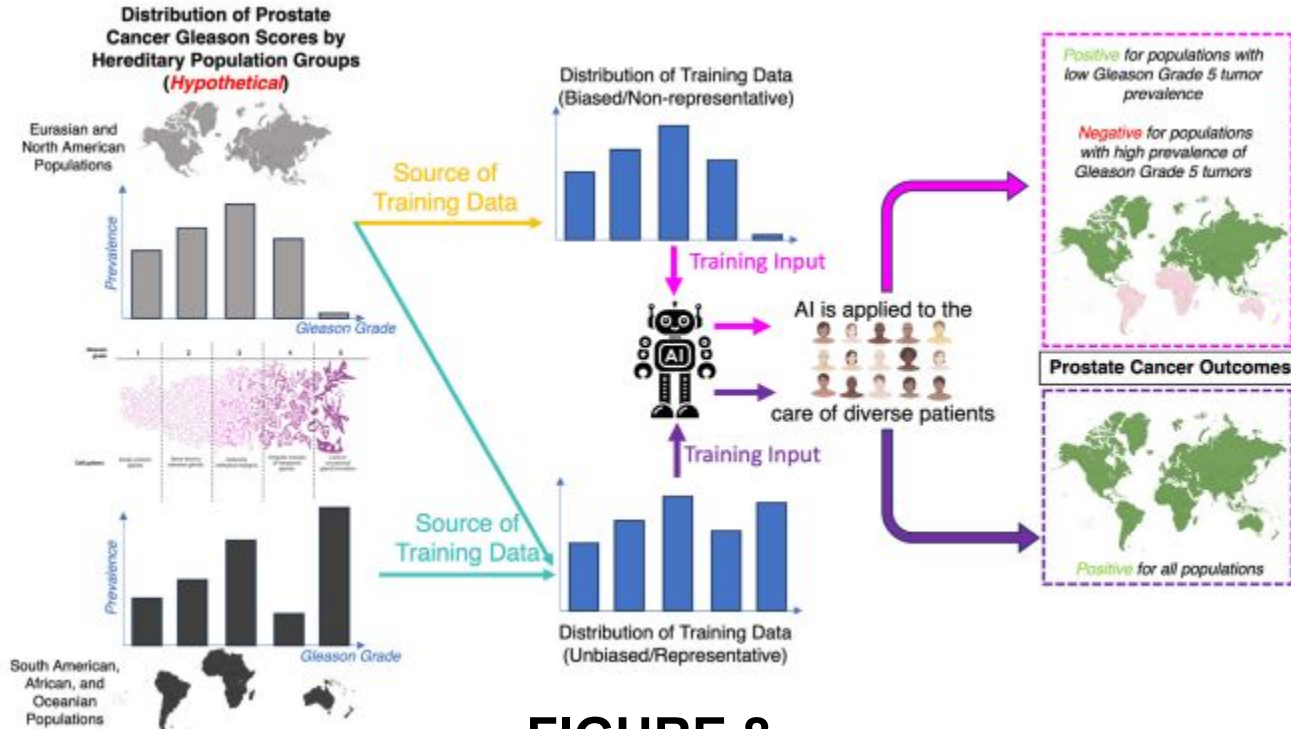 Distribution of Prostate
Cancer Gleason Scores by
Hereditary Population Groups
(Hypothetical)
Eurasian and
North American
Populations
Prevalence
Gleason Grade
1 2 3 4 5
Prevalence
Gleason Grade
South American,
African, and
Oceanian
Populations
Source of
Training Data
Source of
Training Data
Distribution of Training Data
(Biased/Non-representative)
Training Input
AI
Training Input
Distribution of Training Data
(Unbiased/Representative)
AI is applied to the
care of diverse patients
Positive for populations with
low Gleason Grade 5 tumor
prevalence
Negative for populations
with high prevalence of
Gleason Grade 5 tumors
Prostate Cancer Outcomes
Positive for all populations
FIGURE 8